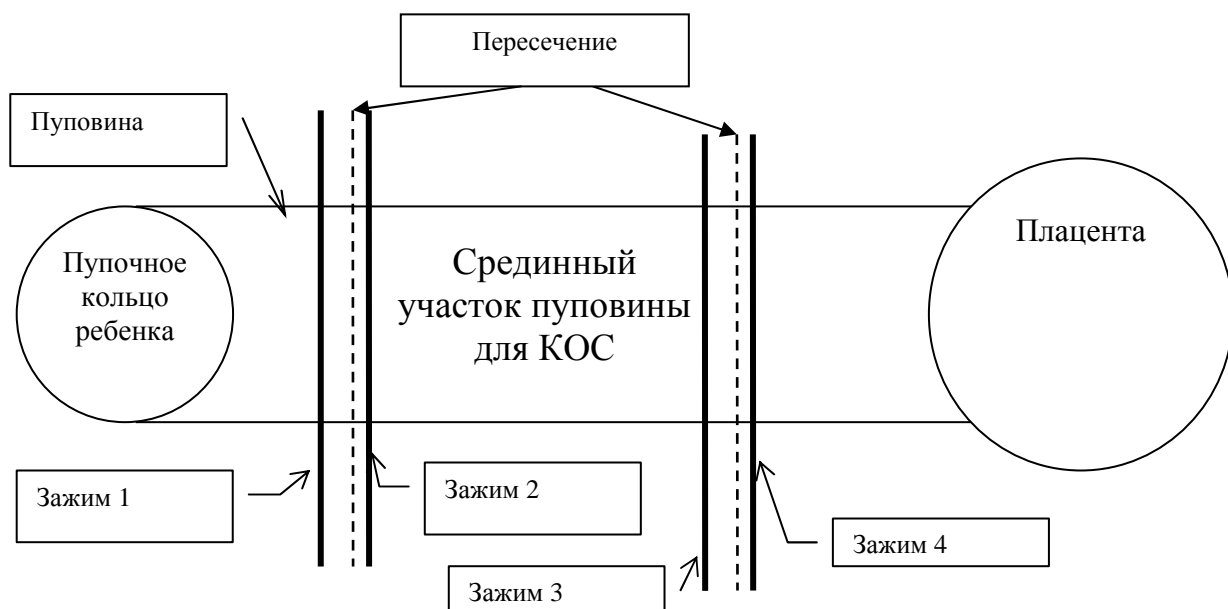 Пересечение
Пуповина
Плацента
Пупочное
кольцо
ребенка
Срединный
участок пуповины
для КОС
Зажим 1
Зажим 2
Зажим 3
Зажим 4